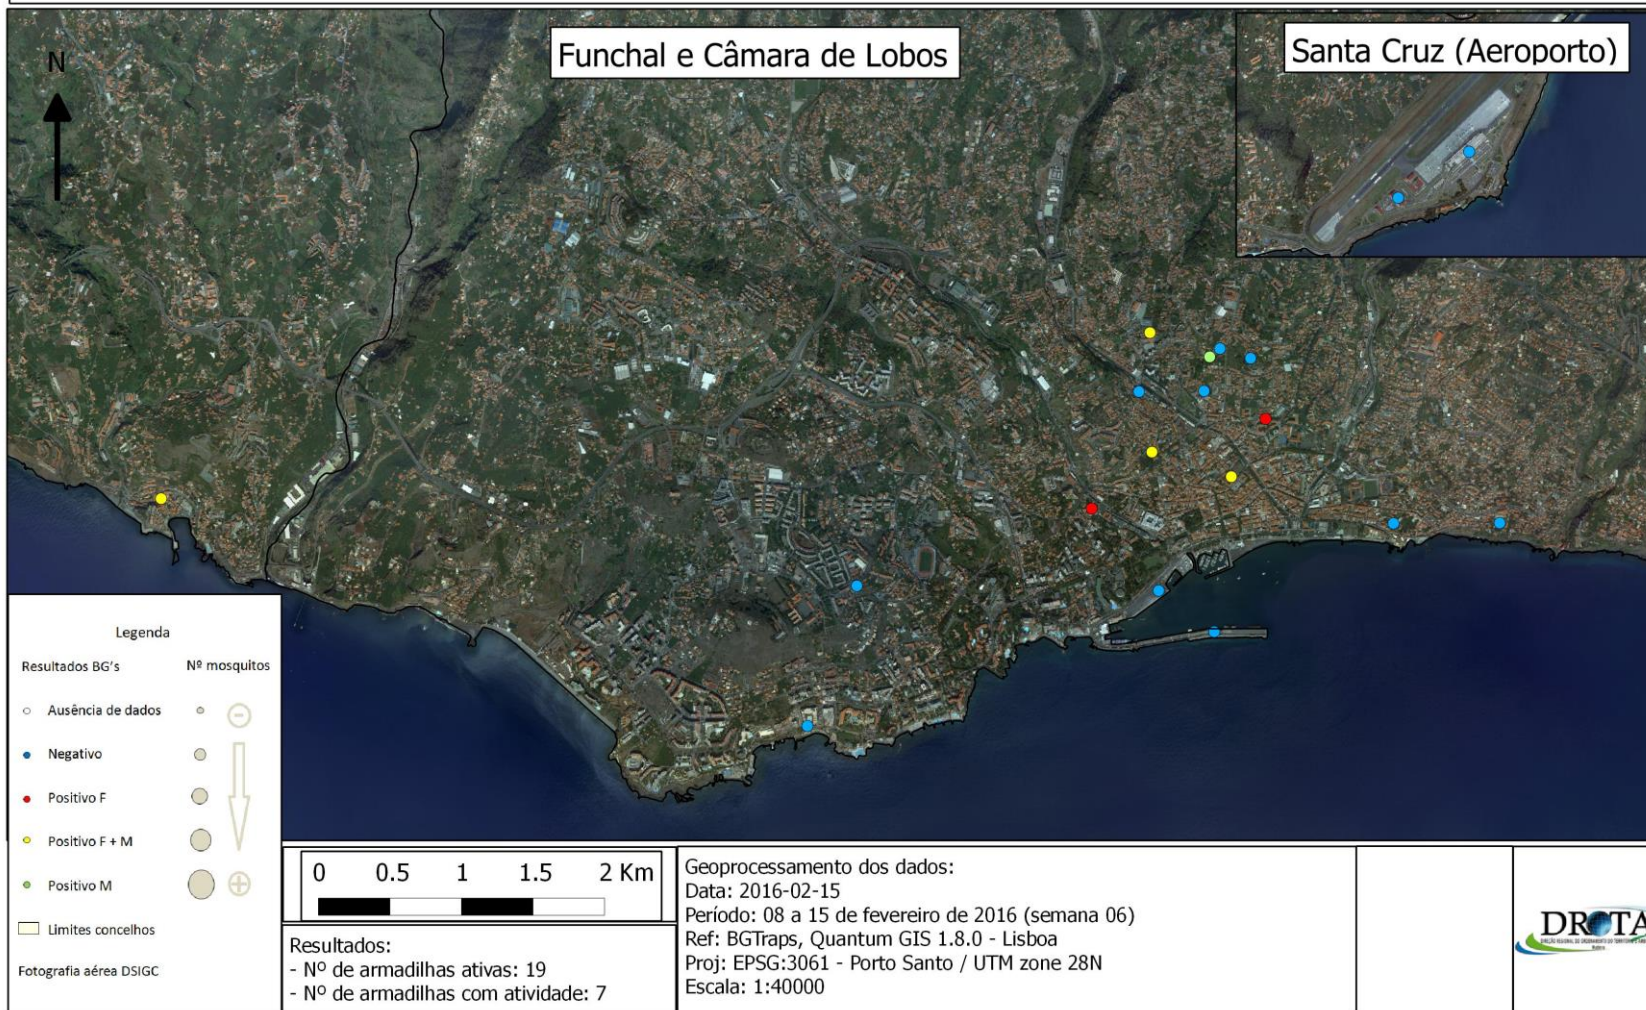 Funchal e Câmara de Lobos
Santa Cruz (Aeroporto)
N
Legenda
Resultados BG's
Nº mosquitos
Ausência de dados
Negativo
Positivo F
Positivo F + M
Positivo M
Limites concelhos
Fotografia aérea DSIGC
0 0.5 1 1.5 2 Km
Resultados:
- Nº de armadilhas ativas: 19
- Nº de armadilhas com atividade: 7
Geoprocessamento dos dados:
Data: 2016-02-15
Período: 08 a 15 de fevereiro de 2016 (semana 06)
Ref: BGTraps, Quantum GIS 1.8.0 - Lisboa
Proj: EPSG:3061 - Porto Santo / UTM zone 28N
Escala: 1:40000
DROTA